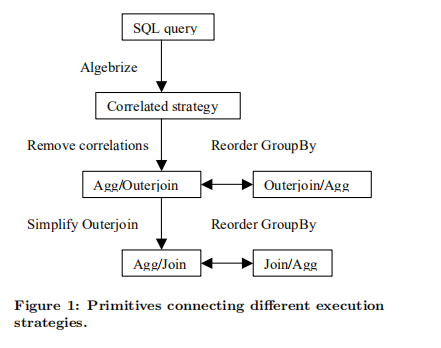 SQL query
Algebrize
Correlated strategy
Remove correlations Reorder GroupBy
Agg/Outerjoin Outerjoin/Agg
Simplify Outerjoin Reorder GroupBy
Agg/Join Join/Agg
Figure 1: Primitives connecting different execution
strategies.